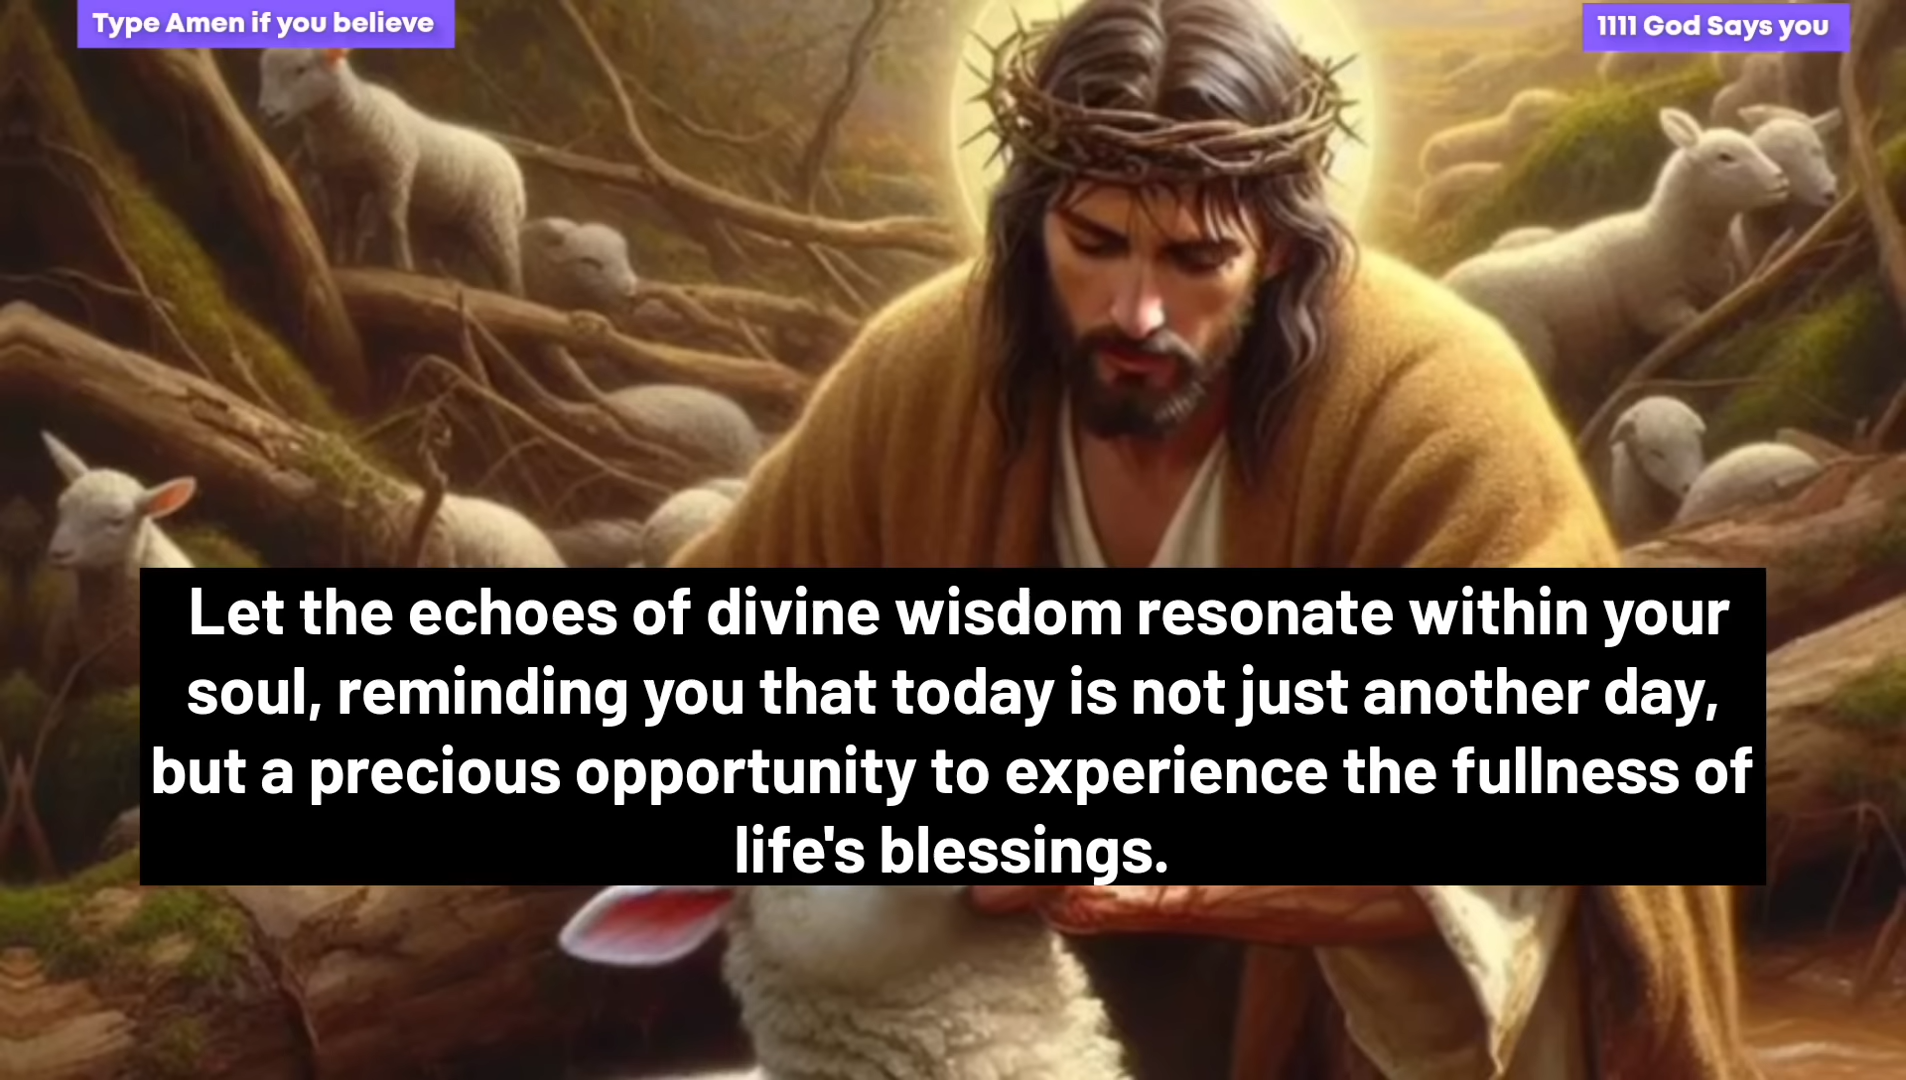 Type Amen if you believe
1111 God Says you
Let the echoes of divine wisdom resonate within your
soul, reminding you that today is not just another day,
but a precious opportunity to experience the fullness of
life's blessings.